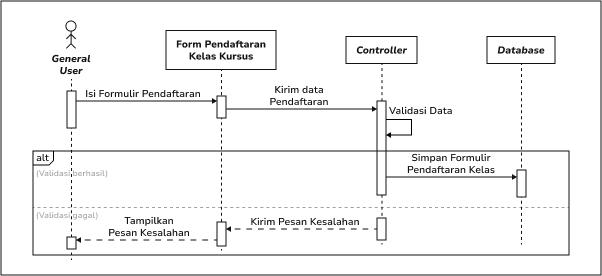 General
User
Form Pendaftaran
Kelas Kursus
Controller
Database
Isi Formulir Pendaftaran
Kirim data
Pendaftaran
Validasi Data
alt
(Validasi berhasil)
Simpan Formulir
Pendaftaran Kelas
(Validasi gagal)
Tampilkan
Pesan Kesalahan
Kirim Pesan Kesalahan